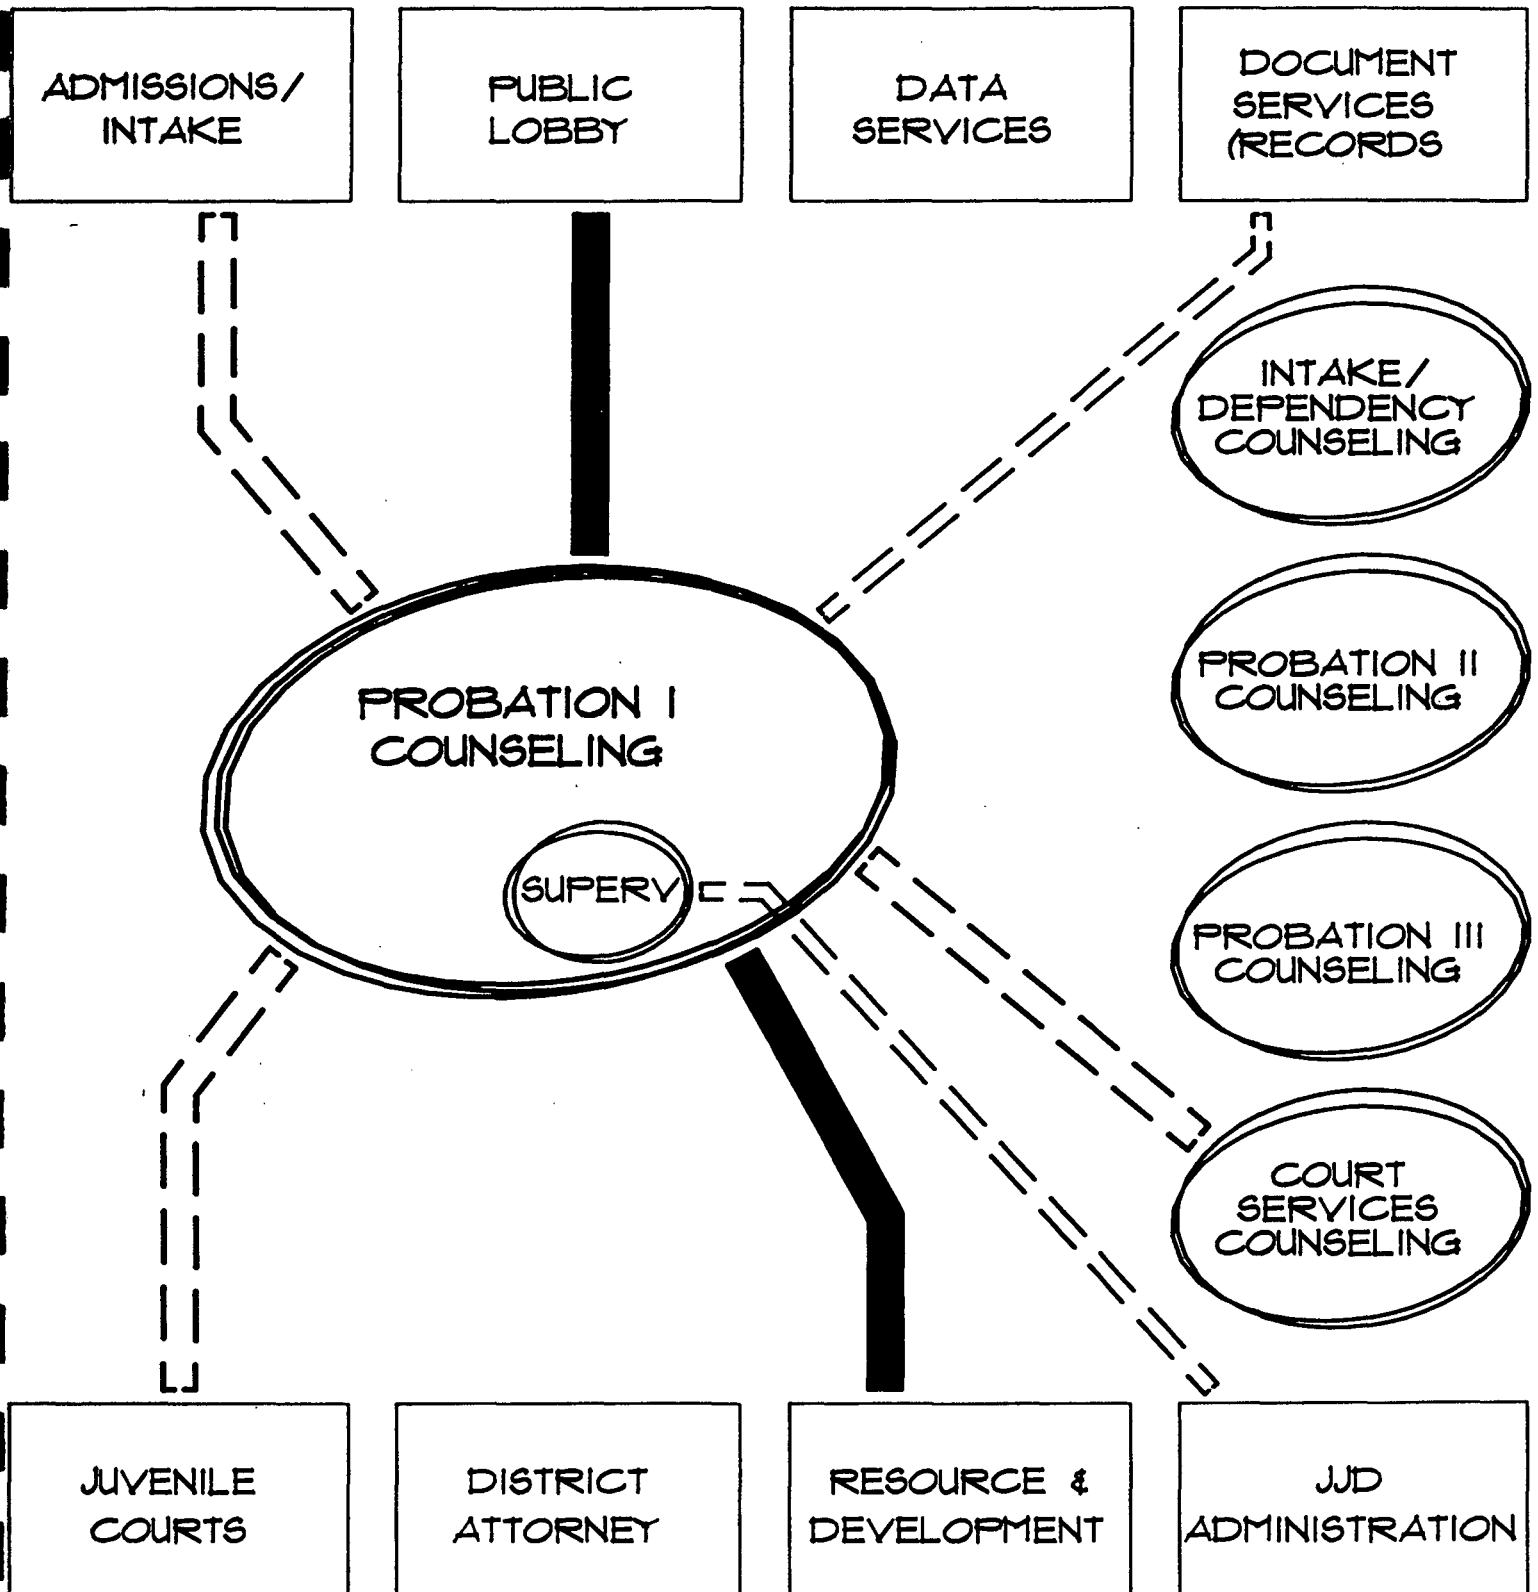 ADMISSIONS/
INTAKE
PUBLIC
LOBBY
DATA
SERVICES
DOCUMENT
SERVICES
(RECORDS
INTAKE/
DEPENDENCY
COUNSELING
PROBATION II
COUNSELING
PROBATION I
COUNSELING
SUPERV
PROBATION III
COUNSELING
COURT
SERVICES
COUNSELING
JUVENILE
COURTS
DISTRICT
ATTORNEY
RESOURCE &
DEVELOPMENT
JJD
ADMINISTRATION